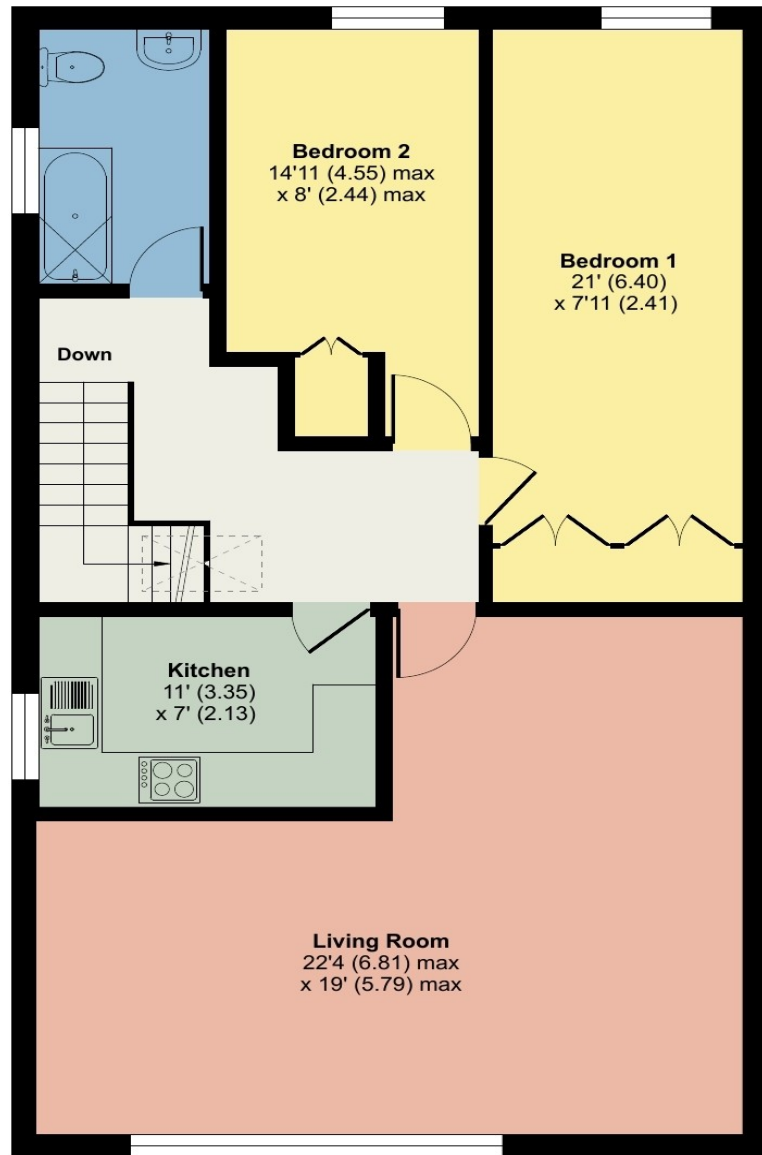 Bedroom 2
14'11 (4.55) max
x 8' (2.44) max
Bedroom 1
21' (6.40)
x 7'11 (2.41)
Down
Kitchen
11' (3.35)
x 7' (2.13)
Living Room
22'4 (6.81) max
x 19' (5.79) max